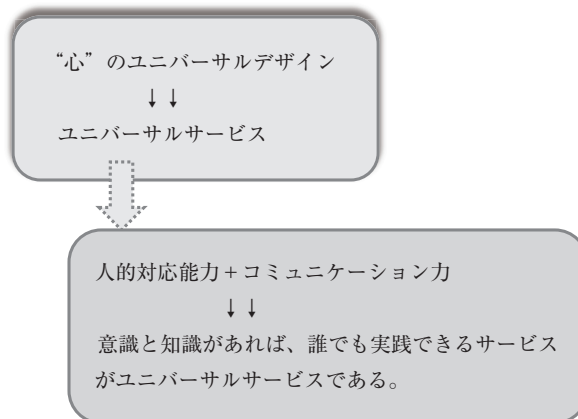 “心”のユニバーサルデザイン
↓↓
ユニバーサルサービス
人的対応能力+コミュニケーション力
↓↓
意識と知識があれば、誰でも実践できるサービス
がユニバーサルサービスである。